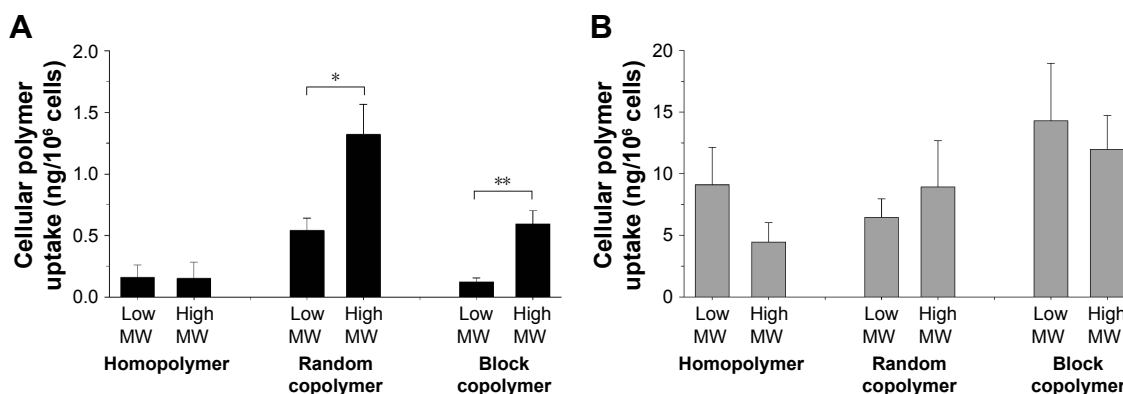 A
Cellular polymer
uptake (ng/10⁶ cells)
2.0
1.5
1.0
0.5
0.0
*
**
Low
MW
High
MW
Low
MW
High
MW
Low
MW
High
MW
Homopolymer
Random
copolymer
Block
copolymer
B
Cellular polymer
uptake (ng/10⁶ cells)
20
15
10
5
0
Low
MW
High
MW
Low
MW
High
MW
Low
MW
High
MW
Homopolymer
Random
copolymer
Block
copolymer